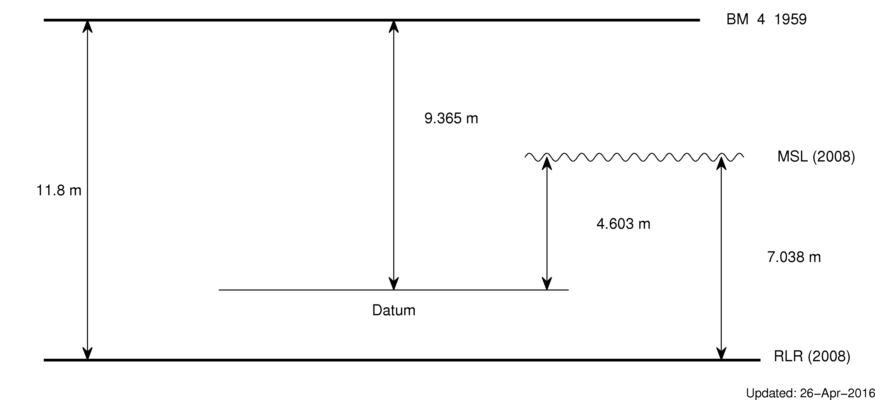 BM 4 1959
9.365 m
MSL (2008)
11.8 m
4.603 m
7.038 m
Datum
RLR (2008)
Updated: 26−Apr−2016